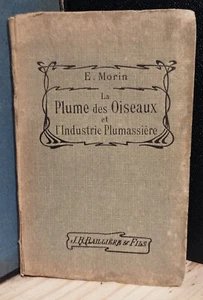 E. Morin
La
Plume des Oiseaux
et
l'Industrie Plumassière
J. B. BAILLIÈRE & FILS